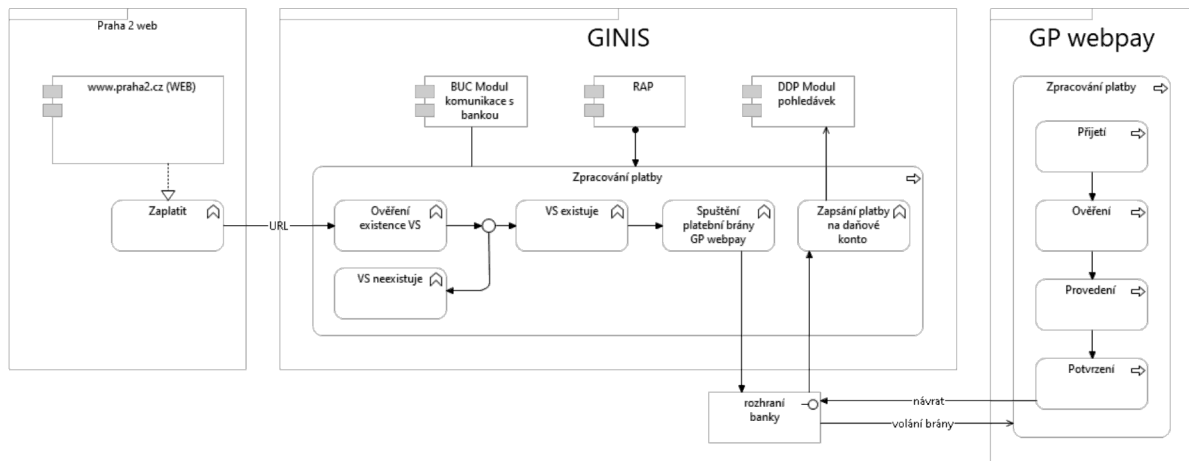 Praha 2 web
www.praha2.cz (WEB)
Zaplatit
URL
GINIS
BUC Modul
komunikace s
bankou
RAP
DDP Modul
pohledávek
Zpracování platby
Ověření
existence VS
VS existuje
Spuštění
platební brány
GP webpay
Zapsání platby
na daňové
konto
VS neexistuje
rozhraní
banky
návrat
volání brány
GP webpay
Zpracování platby
Přijetí
Ověření
Provedení
Potvrzení